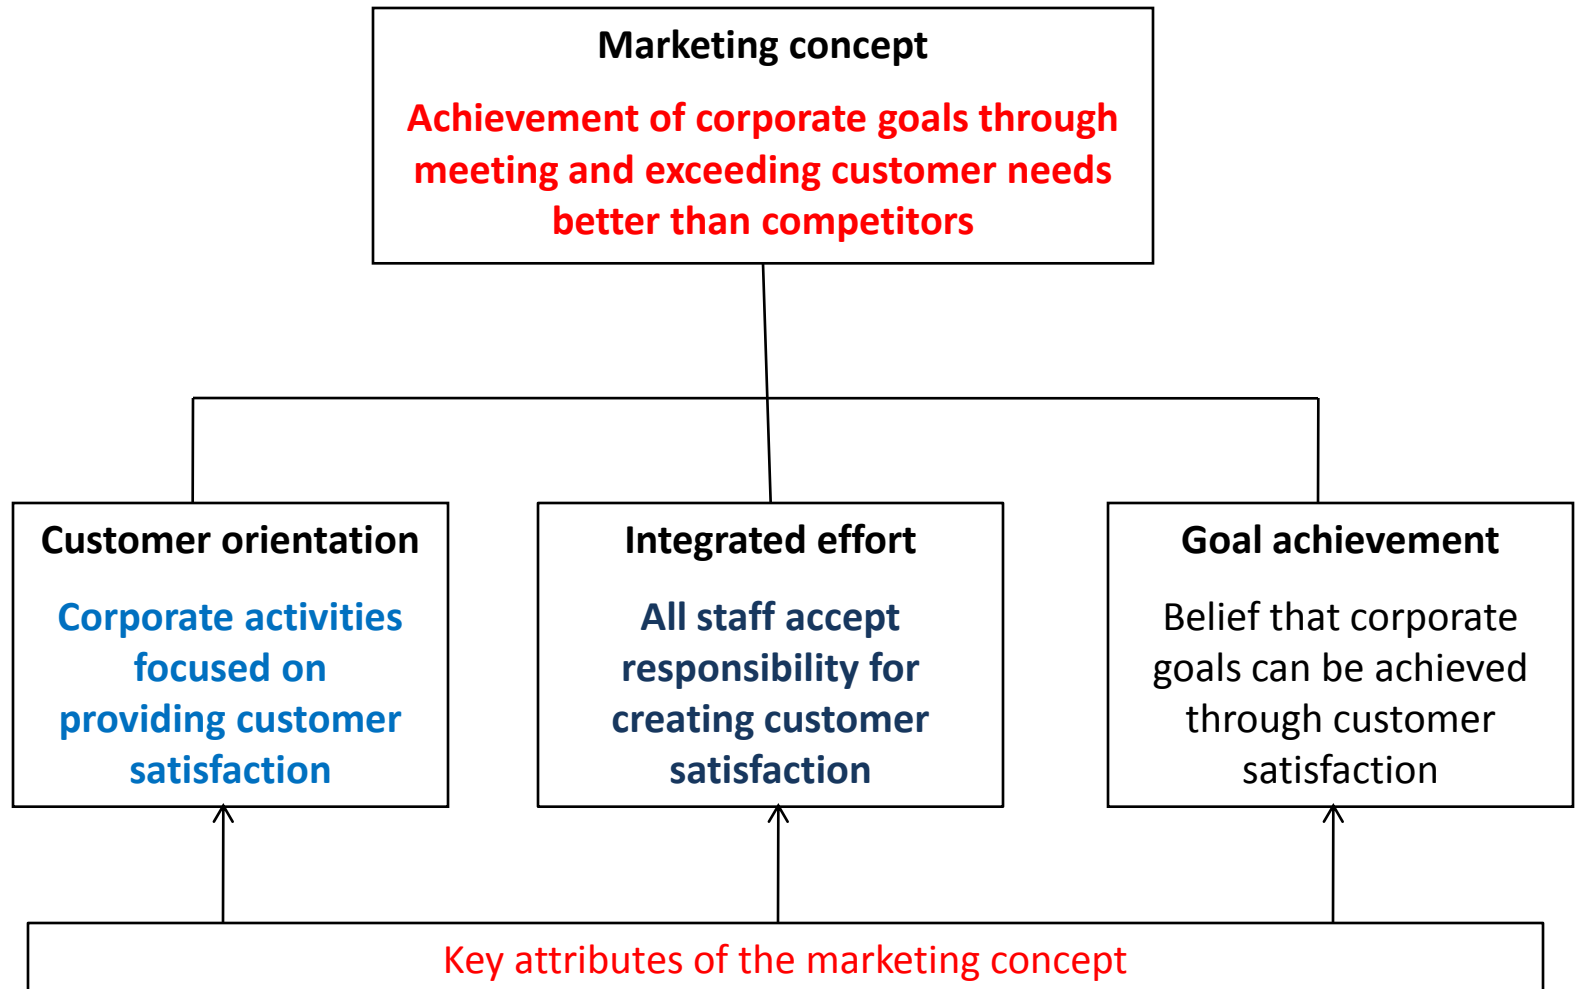 Marketing concept
Achievement of corporate goals through
meeting and exceeding customer needs
better than competitors
Customer orientation
Corporate activities
focused on
providing customer
satisfaction
Integrated effort
All staff accept
responsibility for
creating customer
satisfaction
Goal achievement
Belief that corporate
goals can be achieved
through customer
satisfaction
Key attributes of the marketing concept